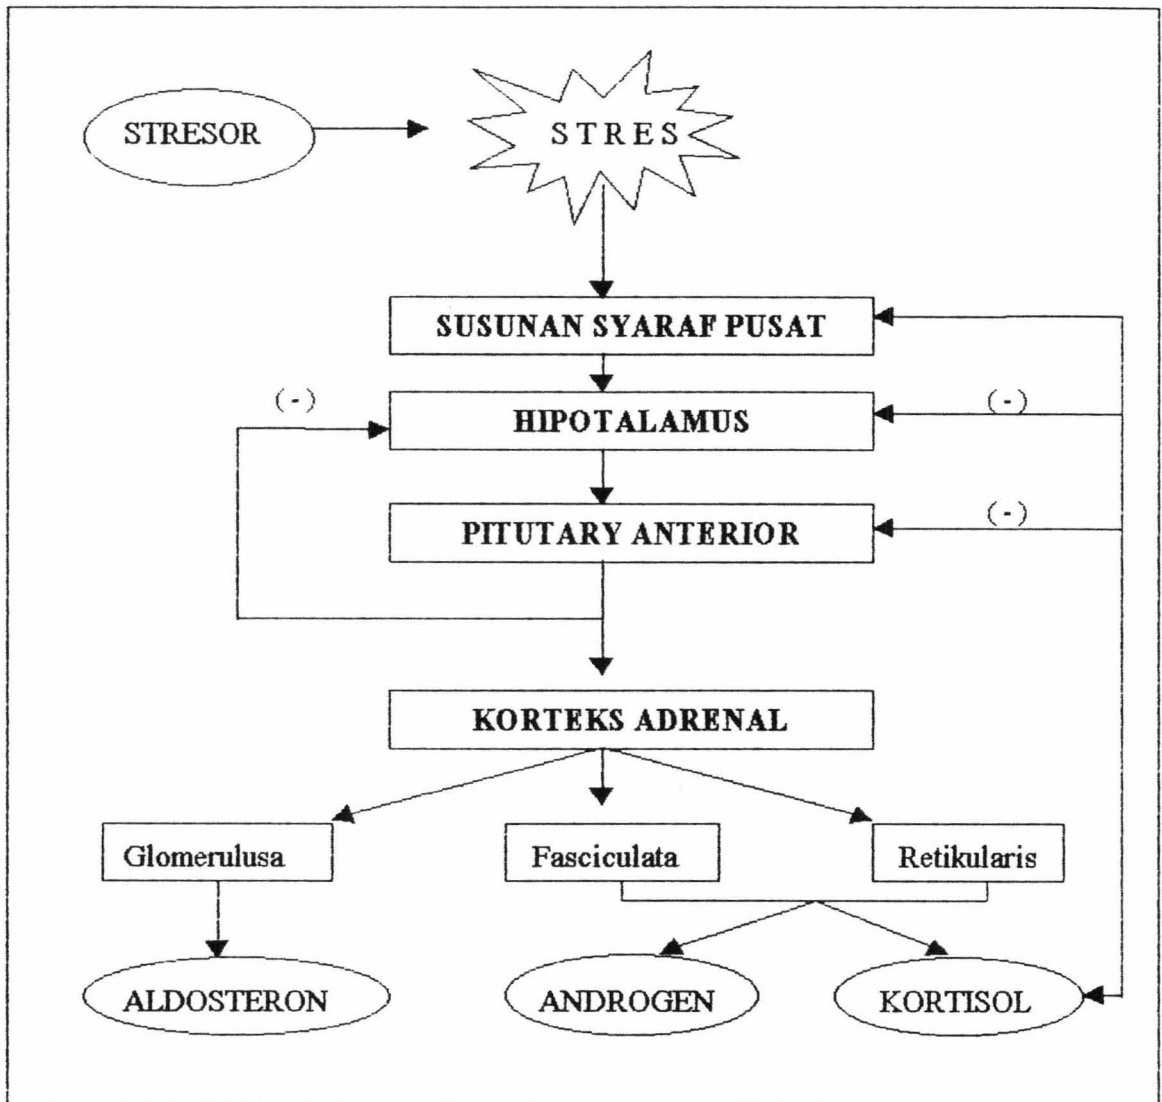 STRESOR
S T R E S
SUSUNAN SYARAF PUSAT
( - )
HIPOTALAMUS
( - )
PITUTARY ANTERIOR
( - )
KORTEKS ADRENAL
Glomerulusa
Fasciculata
Retikularis
ALDOSTERON
ANDROGEN
KORTISOL